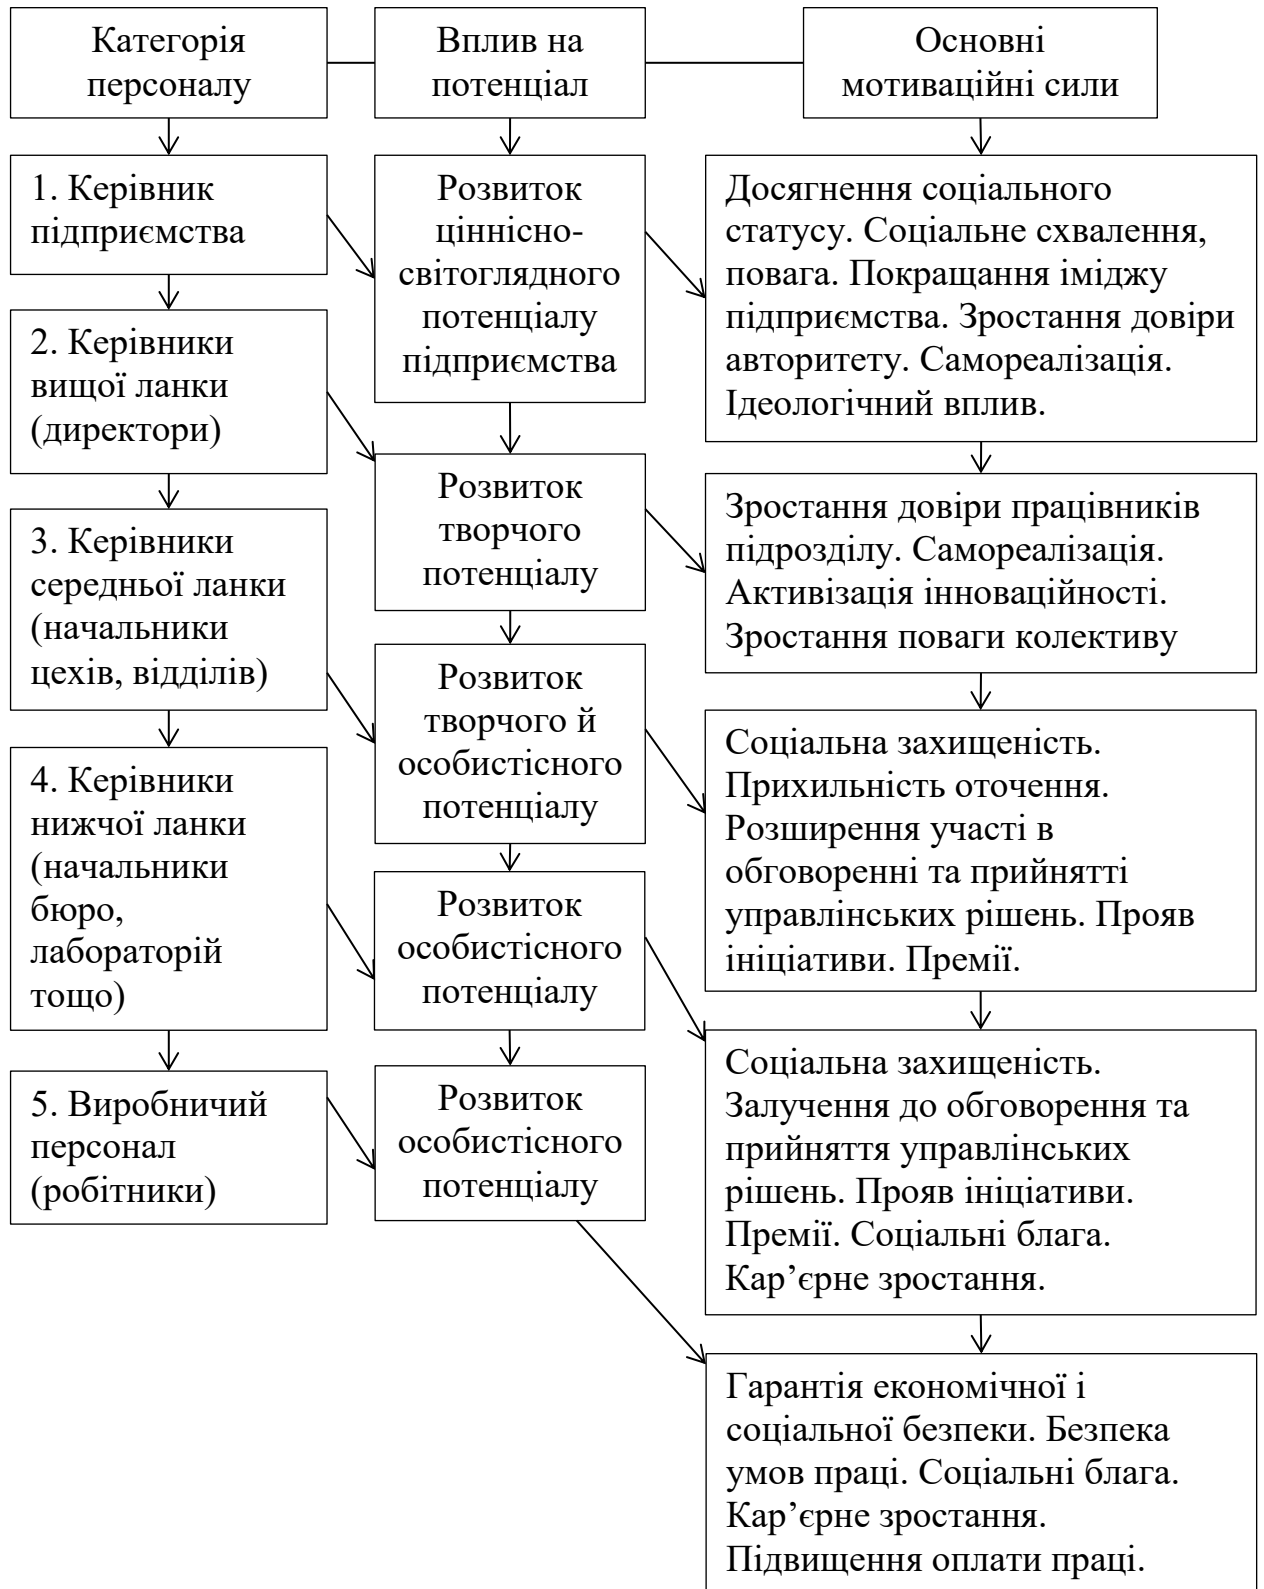 Категорія
персоналу
Вплив на
потенціал
Основні
мотиваційні сили
1. Керівник
підприємства
Розвиток
ціннісно-
світоглядного
потенціалу
підприємства
Досягнення соціального
статусу. Соціальне схвалення,
повага. Покращання іміджу
підприємства. Зростання довіри
авторитету. Самореалізація.
Ідеологічний вплив.
2. Керівники
вищої ланки
(директори)
Розвиток
творчого
потенціалу
Зростання довіри працівників
підрозділу. Самореалізація.
Активізація інноваційності.
Зростання поваги колективу
3. Керівники
середньої ланки
(начальники
цехів, відділів)
Розвиток
творчого й
особистісного
потенціалу
Соціальна захищеність.
Прихильність оточення.
Розширення участі в
обговоренні та прийнятті
управлінських рішень. Прояв
ініціативи. Премії.
4. Керівники
нижчої ланки
(начальники
бюро,
лабораторій
тощо)
Розвиток
особистісного
потенціалу
Соціальна захищеність.
Залучення до обговорення та
прийняття управлінських
рішень. Прояв ініціативи.
Премії. Соціальні блага.
Кар’єрне зростання.
5. Виробничий
персонал
(робітники)
Розвиток
особистісного
потенціалу
Гарантія економічної і
соціальної безпеки. Безпека
умов праці. Соціальні блага.
Кар’єрне зростання.
Підвищення оплати праці.